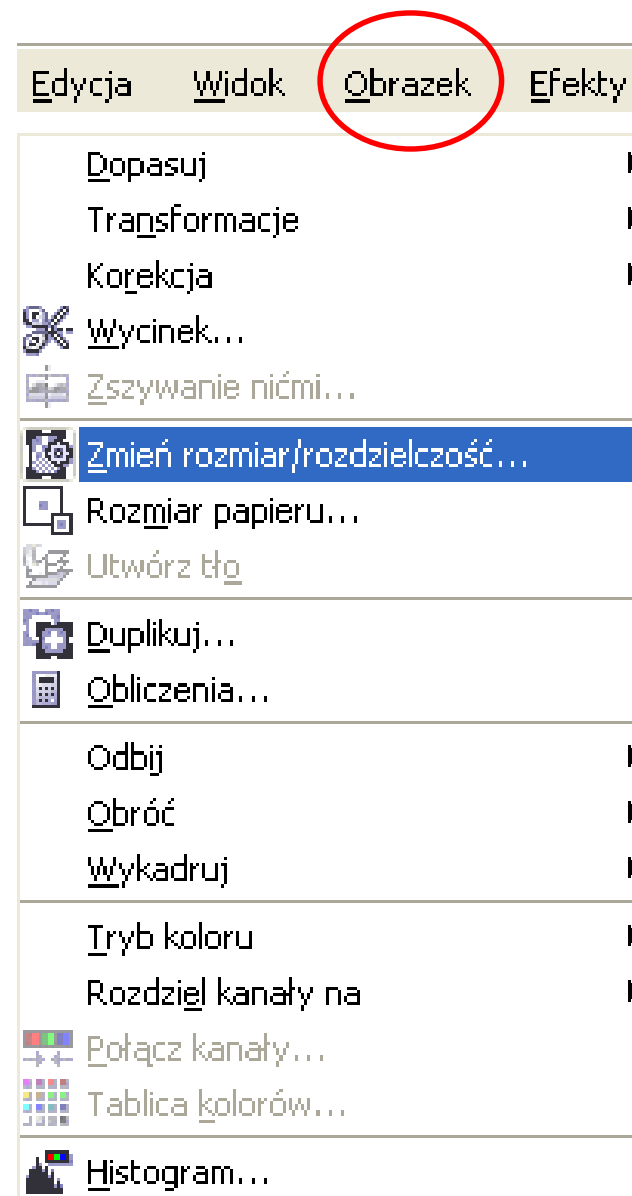 Edycja Widok Obrazek Efekty
Dopasuj
Transformacje
Korekcja
Wycinek...
Zszywanie nićmi...
Zmień rozmiar/rozdzielczość...
Rozmiar papieru...
Utwórz tło
Duplikuj...
Obliczenia...
Odbij
Obróć
Wykadruj
Tryb koloru
Rozdziel kanały na
Połącz kanały...
Tablica kolorów...
Histogram...